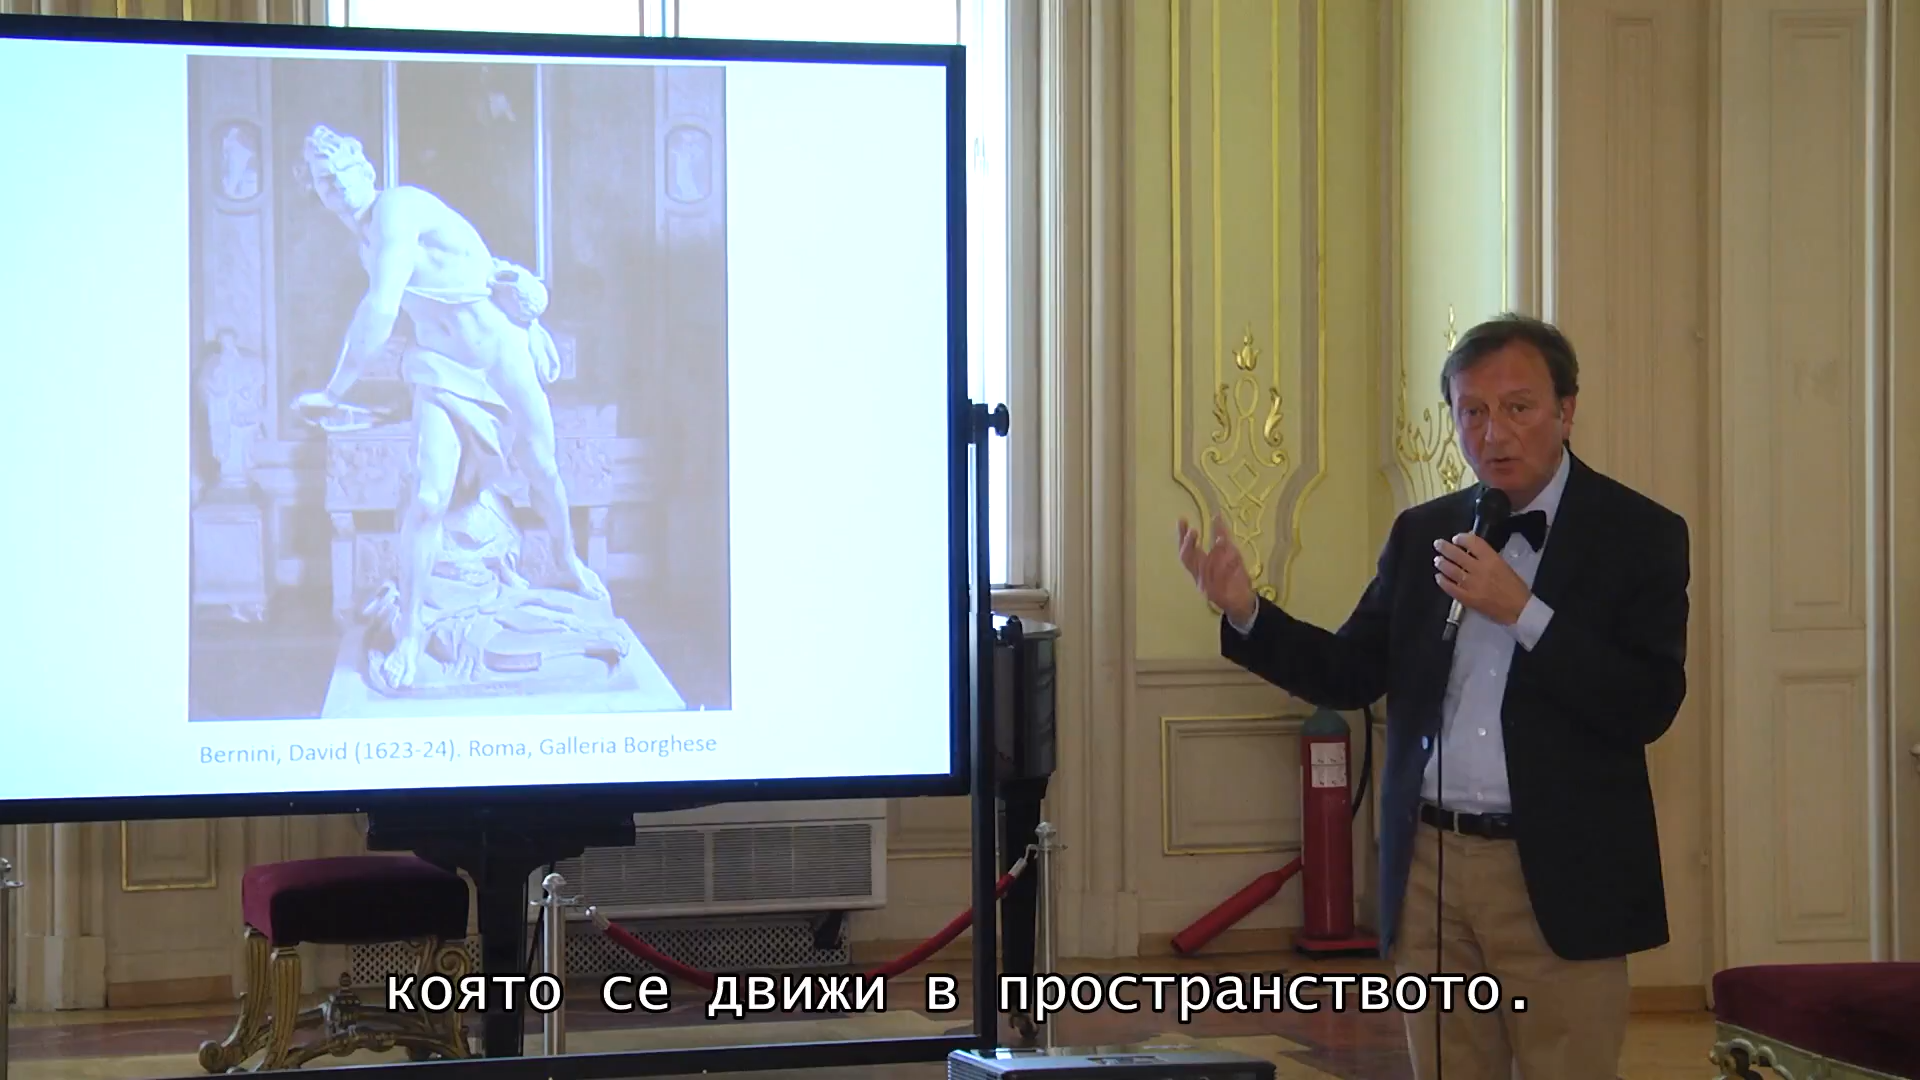 Bernini, David (1623-24). Roma, Galleria Borghese
която се движи в пространството.